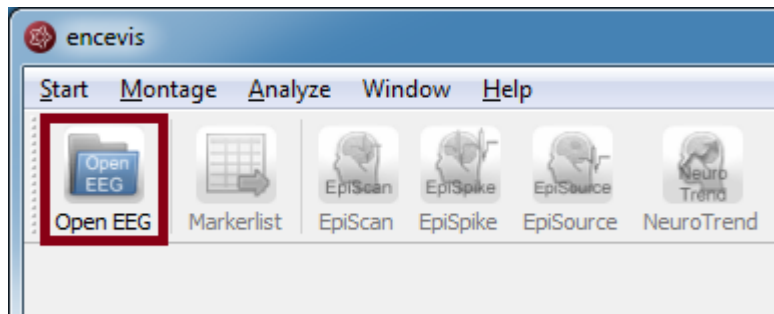 encevis
Start Montage Analyze Window Help
Open
EEG
EpiScan EpiSpike EpiSource Neuro
Trend
Open EEG Markerlist EpiScan EpiSpike EpiSource NeuroTrend